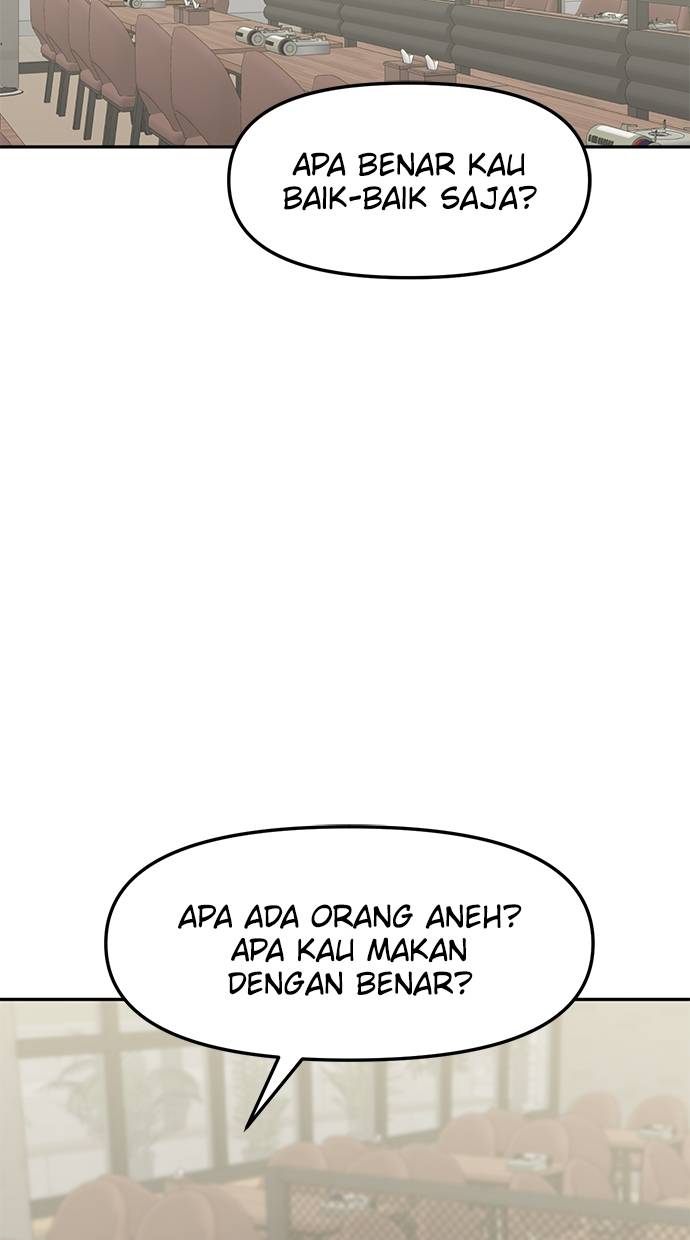 APA BENAR KAU
BAIK-BAIK SAJA?
APA ADA ORANG ANEH?
APA KAU MAKAN
DENGAN BENAR?